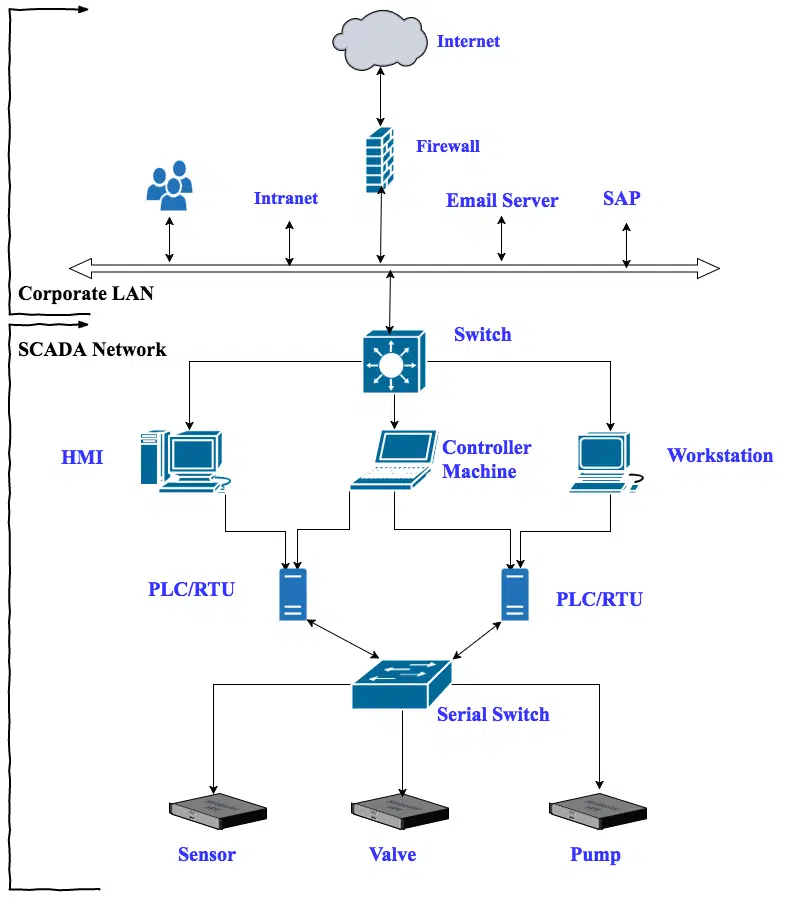 Internet
Firewall
Intranet
Email Server
SAP
Corporate LAN
SCADA Network
Switch
HMI
Controller
Machine
Workstation
PLC/RTU
PLC/RTU
Serial Switch
Sensor
Valve
Pump